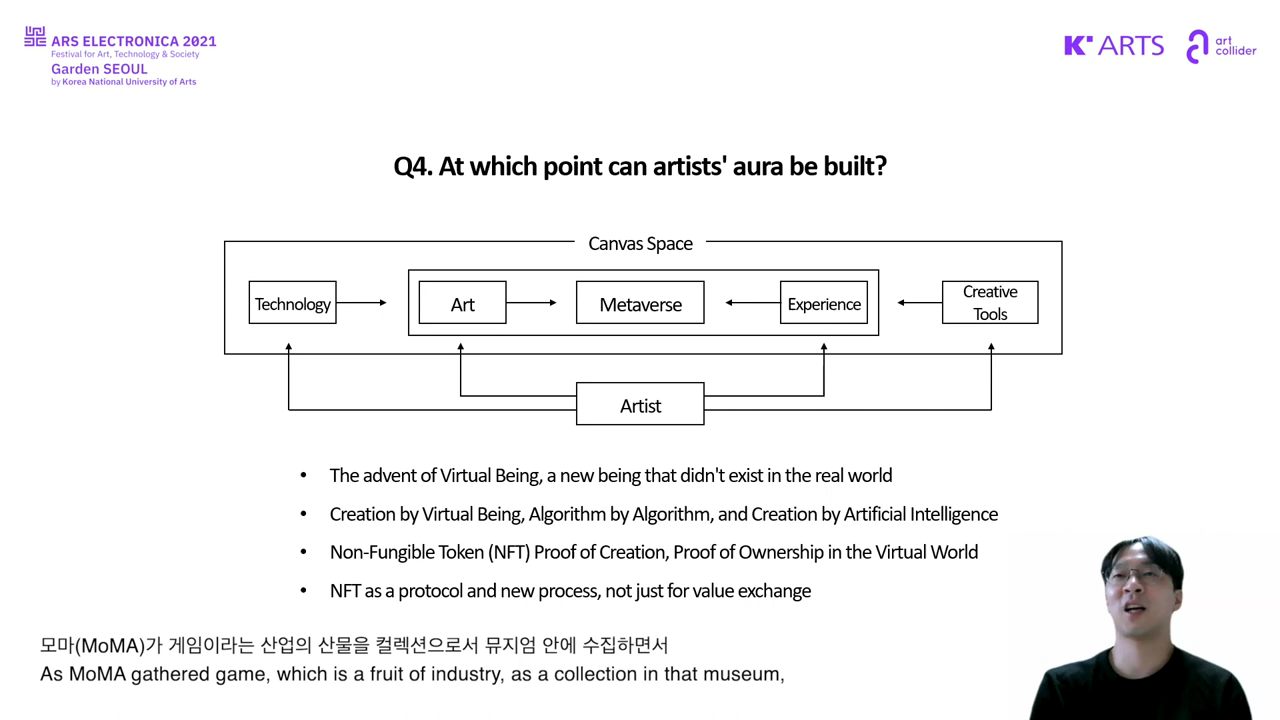 ARS ELECTRONICA 2021
Festival for Art, Technology & Society
Garden SEOUL
by Korea National University of Arts
K ARTS
art
collider
Q4. At which point can artists' aura be built?
Canvas Space
Technology
Art
Metaverse
Experience
Creative
Tools
Artist
• The advent of Virtual Being, a new being that didn't exist in the real world
• Creation by Virtual Being, Algorithm by Algorithm, and Creation by Artificial Intelligence
• Non-Fungible Token (NFT) Proof of Creation, Proof of Ownership in the Virtual World
• NFT as a protocol and new process, not just for value exchange
모마(MoMA)가 게임이라는 산업의 산물을 컬렉션으로서 뮤지엄 안에 수집하면서
As MoMA gathered game, which is a fruit of industry, as a collection in that museum,